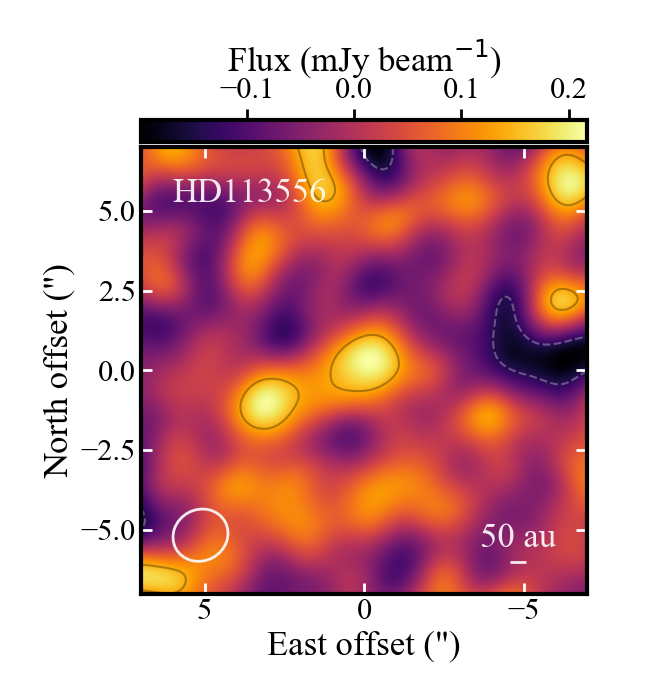 Flux (mJy beam⁻¹)
−0.1 0.0 0.1 0.2
HD113556
5.0
2.5
0.0
−2.5
−5.0
North offset (")
50 au
5 0 −5
East offset (")